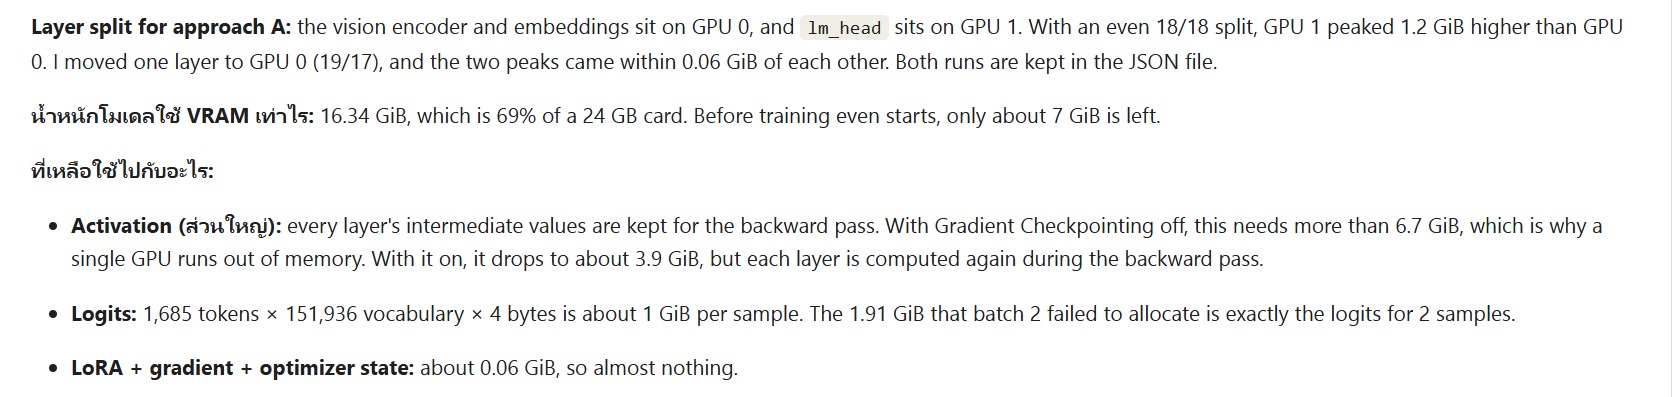 Layer split for approach A: the vision encoder and embeddings sit on GPU 0, and lm_head sits on GPU 1. With an even 18/18 split, GPU 1 peaked 1.2 GiB higher than GPU
0. I moved one layer to GPU 0 (19/17), and the two peaks came within 0.06 GiB of each other. Both runs are kept in the JSON file.
น้ำหนักโมเดลใช้ VRAM เท่าไร: 16.34 GiB, which is 69% of a 24 GB card. Before training even starts, only about 7 GiB is left.
ที่เหลือใช้ไปกับอะไร:
• Activation (ส่วนใหญ่): every layer's intermediate values are kept for the backward pass. With Gradient Checkpointing off, this needs more than 6.7 GiB, which is why a
single GPU runs out of memory. With it on, it drops to about 3.9 GiB, but each layer is computed again during the backward pass.
• Logits: 1,685 tokens × 151,936 vocabulary × 4 bytes is about 1 GiB per sample. The 1.91 GiB that batch 2 failed to allocate is exactly the logits for 2 samples.
• LoRA + gradient + optimizer state: about 0.06 GiB, so almost nothing.